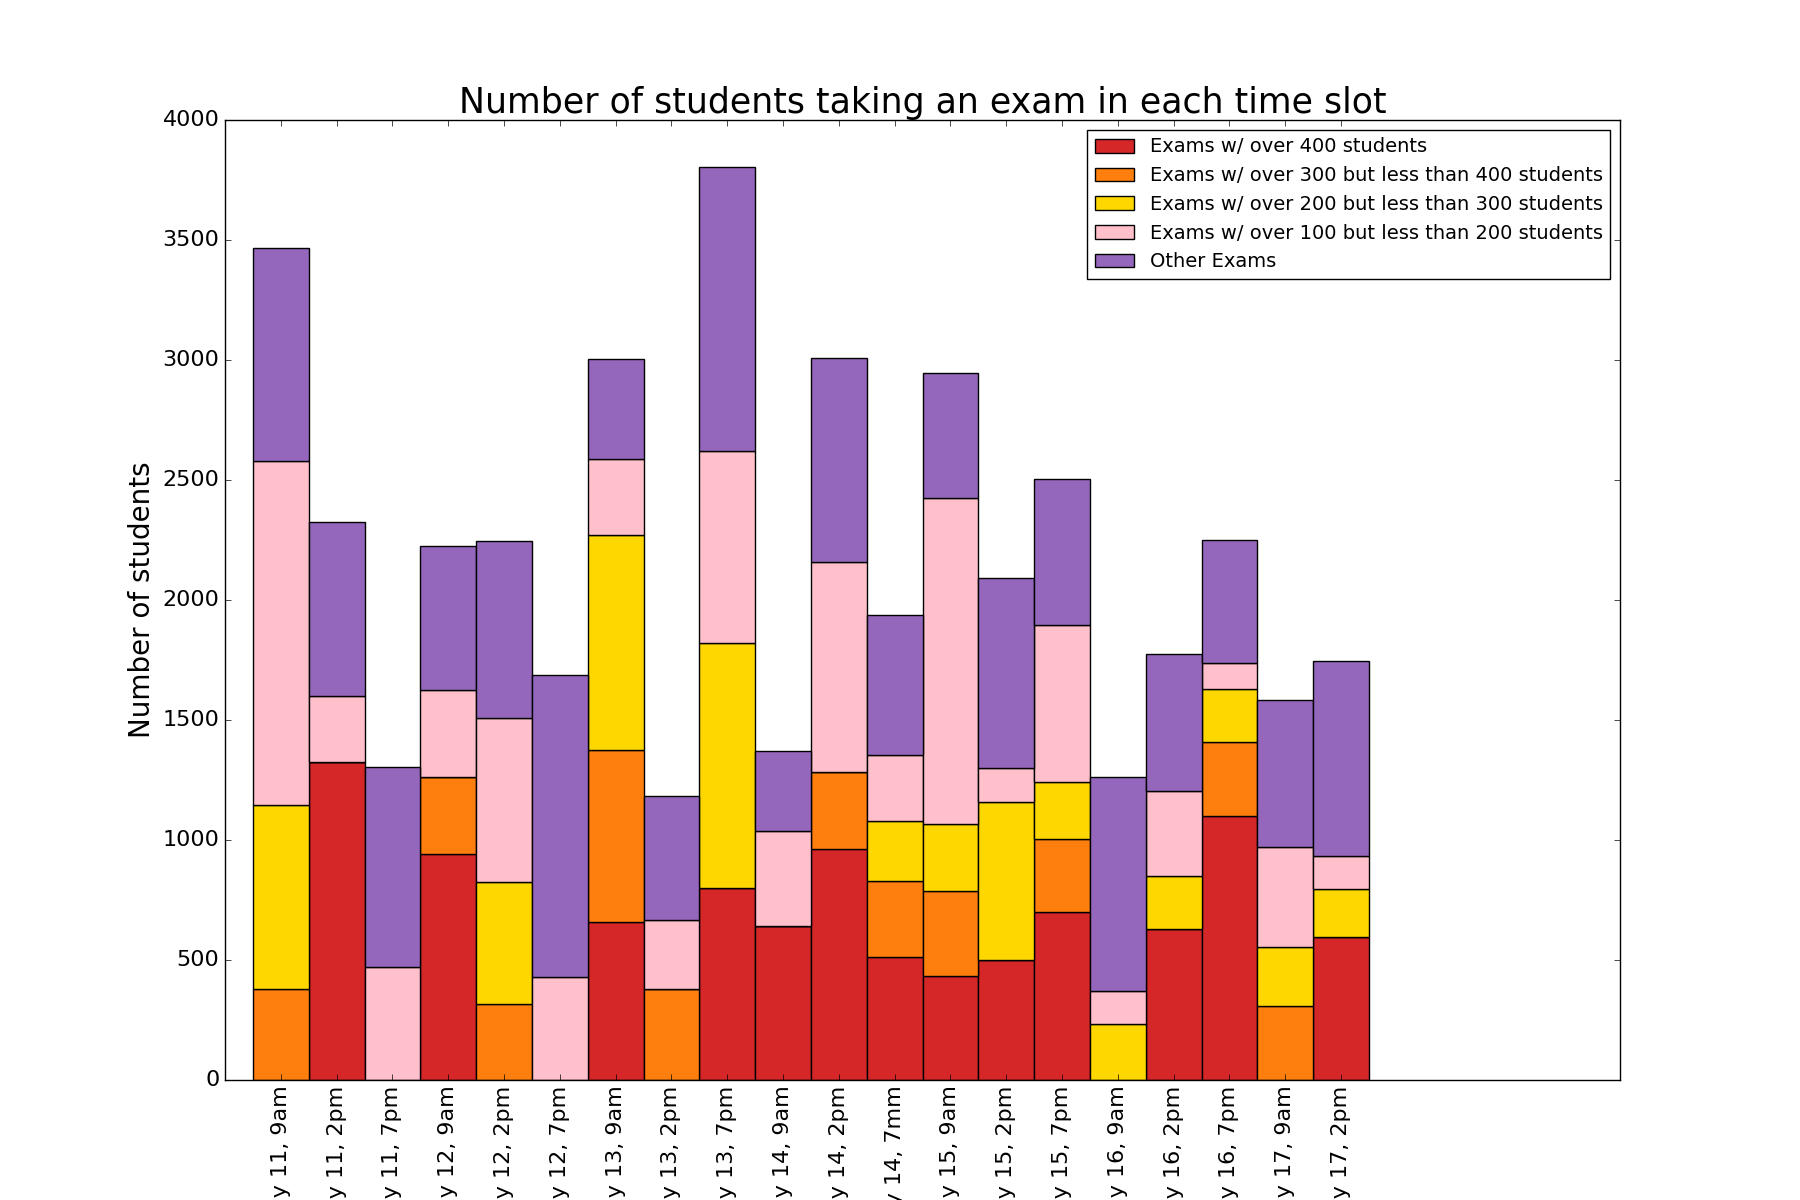 Number of students taking an exam in each time slot
Exams w/ over 400 students
Exams w/ over 300 but less than 400 students
Exams w/ over 200 but less than 300 students
Exams w/ over 100 but less than 200 students
Other Exams
Number of students
4000
3500
3000
2500
2000
1500
1000
500
0
y 11, 9am
y 11, 2pm
y 11, 7pm
y 12, 9am
y 12, 2pm
y 12, 7pm
y 13, 9am
y 13, 2pm
y 13, 7pm
y 14, 9am
y 14, 2pm
y 14, 7mm
y 15, 9am
y 15, 2pm
y 15, 7pm
y 16, 9am
y 16, 2pm
y 16, 7pm
y 17, 9am
y 17, 2pm